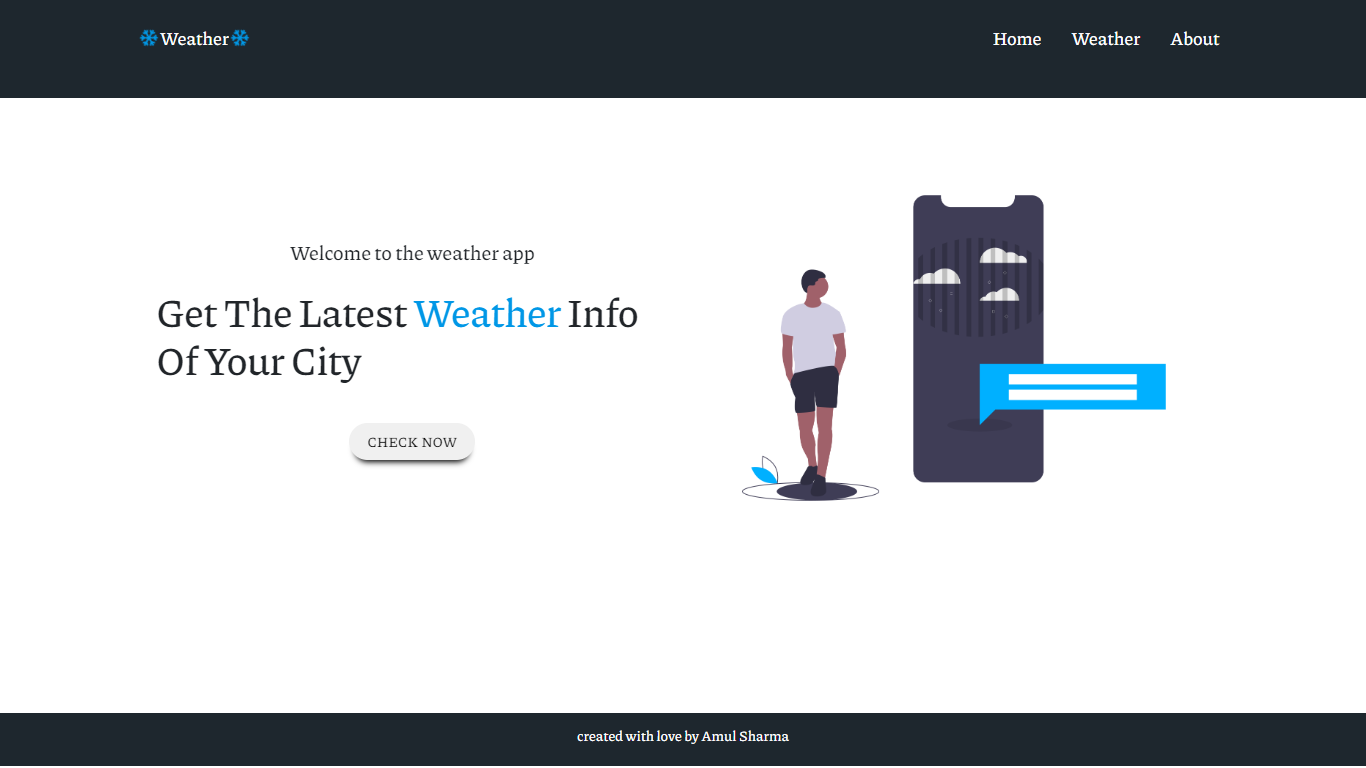 ❄Weather❄
Home Weather About
Welcome to the weather app
Get The Latest Weather Info
Of Your City
CHECK NOW
created with love by Amul Sharma